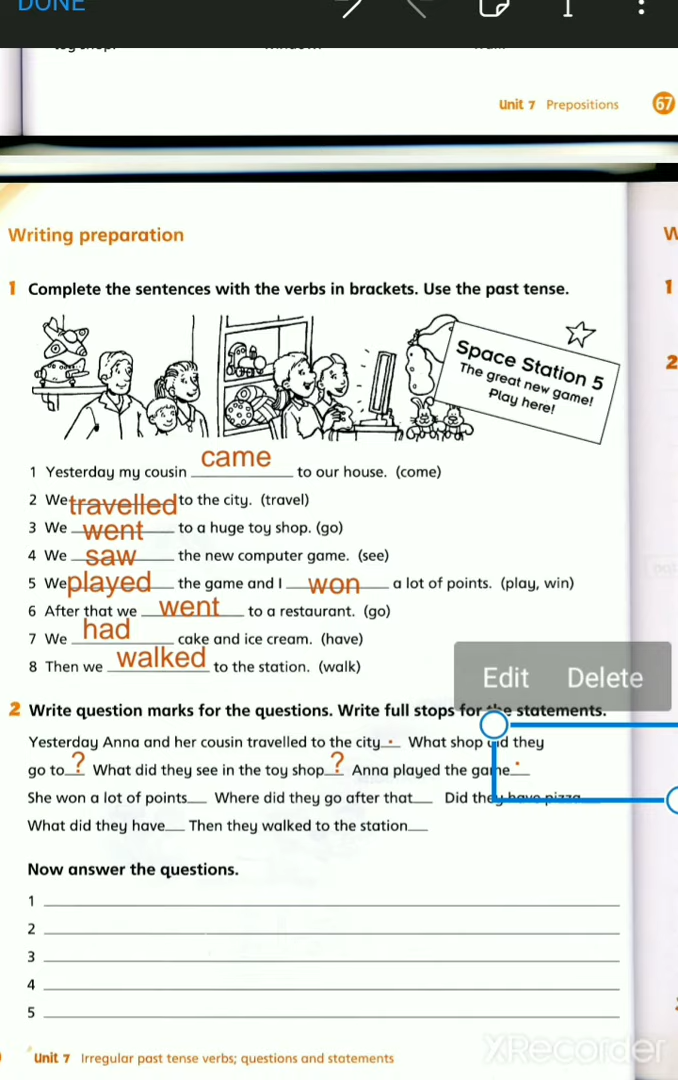 DONE
Unit 7 Prepositions 67
Writing preparation
1 Complete the sentences with the verbs in brackets. Use the past tense.
Space Station 5
The great new game!
Play here!
1 Yesterday my cousin came to our house. (come)
2 We travelled to the city. (travel)
3 We went to a huge toy shop. (go)
4 We saw the new computer game. (see)
5 We played the game and I won a lot of points. (play, win)
6 After that we went to a restaurant. (go)
7 We had cake and ice cream. (have)
8 Then we walked to the station. (walk)
Edit Delete
2 Write question marks for the questions. Write full stops for the statements.
Yesterday Anna and her cousin travelled to the city . What shop did they
go to ? What did they see in the toy shop ? Anna played the game .
She won a lot of points__ Where did they go after that__ Did they have pizza__
What did they have__ Then they walked to the station__
Now answer the questions.
1
2
3
4
5
Unit 7 Irregular past tense verbs; questions and statements
XRecorder
W
1
2